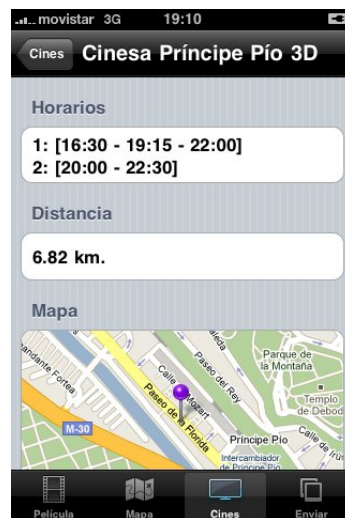 movistar 3G 19:10
Cines Cinesa Príncipe Pío 3D
Horarios
1: [16:30 - 19:15 - 22:00]
2: [20:00 - 22:30]
Distancia
6.82 km.
Mapa
Parque de
la Montaña
Paseo del Rey
Calle de Mozart
Templo
de Debod
Paseo de la Florida
M-30
Príncipe Pío
Intercambiador
de Príncipe Pío
Película Mapa Cines Enviar